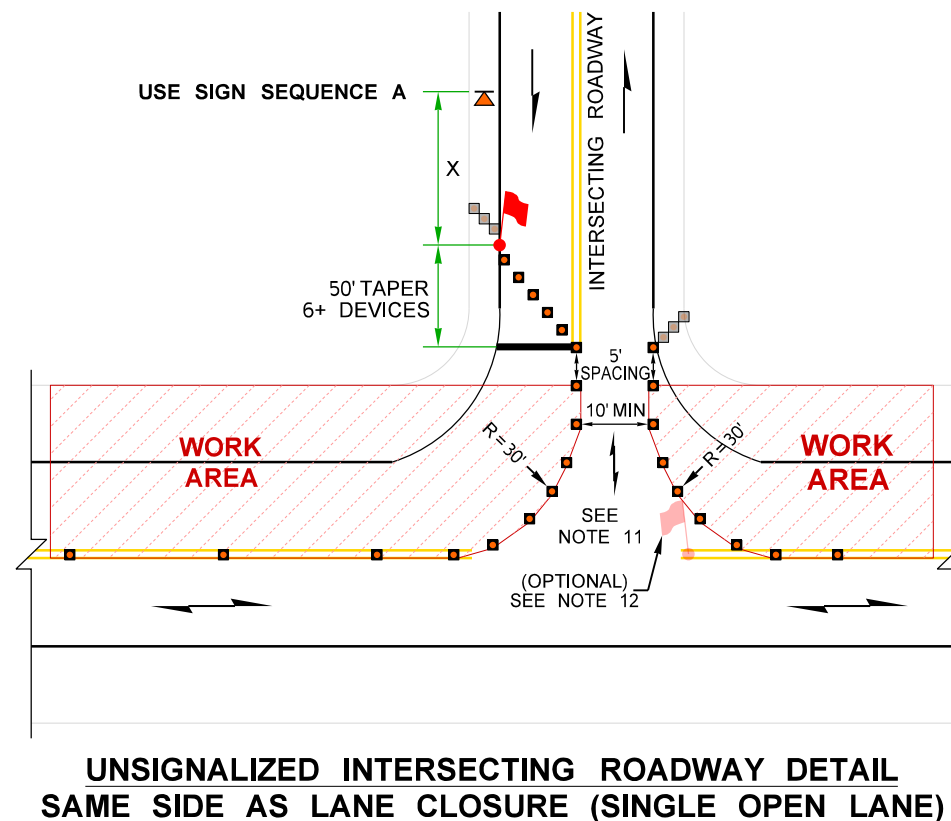 USE SIGN SEQUENCE A
INTERSECTING ROADWAY
X
50' TAPER
6+ DEVICES
5'
SPACING
10' MIN
WORK
AREA
R = 30'
R = 30'
WORK
AREA
SEE
NOTE 11
(OPTIONAL)
SEE NOTE 12
UNSIGNALIZED INTERSECTING ROADWAY DETAIL
SAME SIDE AS LANE CLOSURE (SINGLE OPEN LANE)